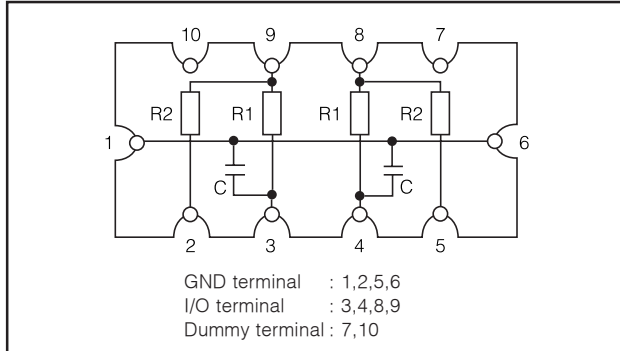 10 9 8 7
R2 R1 R1 R2
1 6
C C
2 3 4 5
GND terminal : 1,2,5,6
I/O terminal : 3,4,8,9
Dummy terminal : 7,10